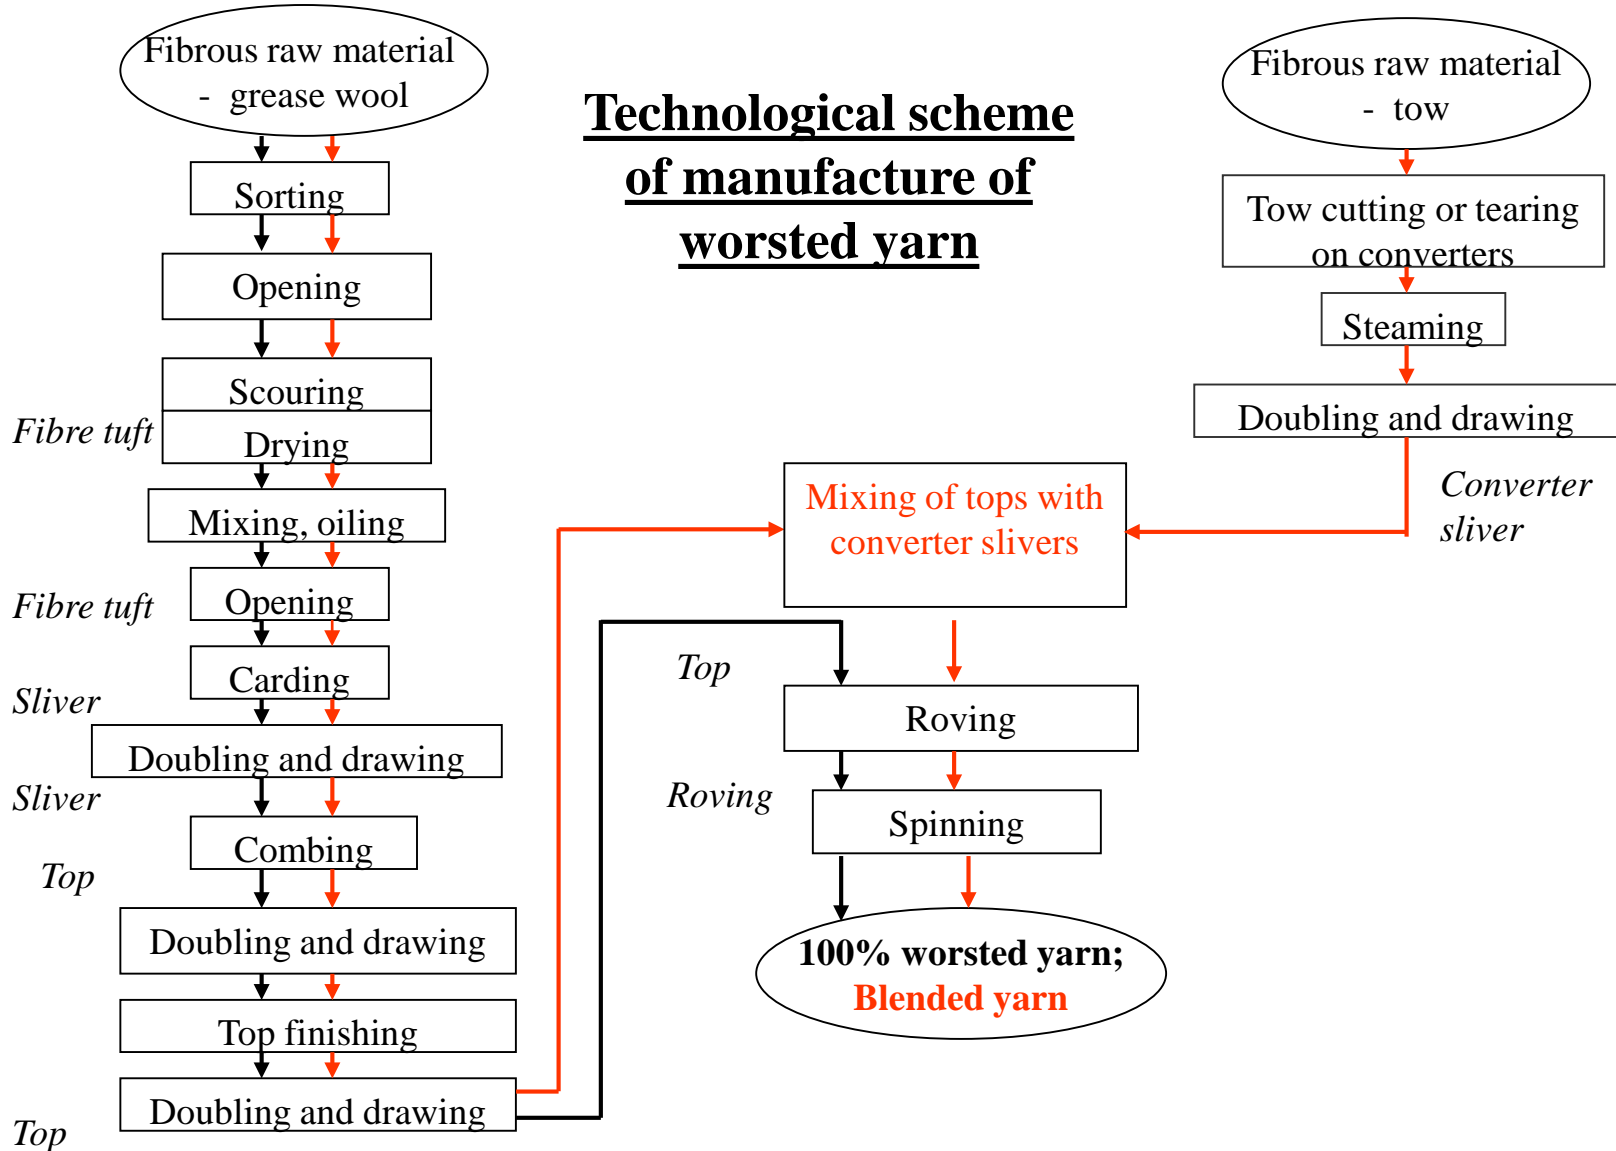 Fibrous raw material
- grease wool
Technological scheme
of manufacture of
worsted yarn
Fibrous raw material
- tow
Sorting
Opening
Scouring
Fibre tuft
Drying
Mixing, oiling
Fibre tuft
Opening
Carding
Sliver
Doubling and drawing
Sliver
Combing
Top
Doubling and drawing
Top finishing
Doubling and drawing
Top
Tow cutting or tearing
on converters
Steaming
Doubling and drawing
Converter
sliver
Mixing of tops with
converter slivers
Top
Roving
Roving
Spinning
100% worsted yarn;
Blended yarn